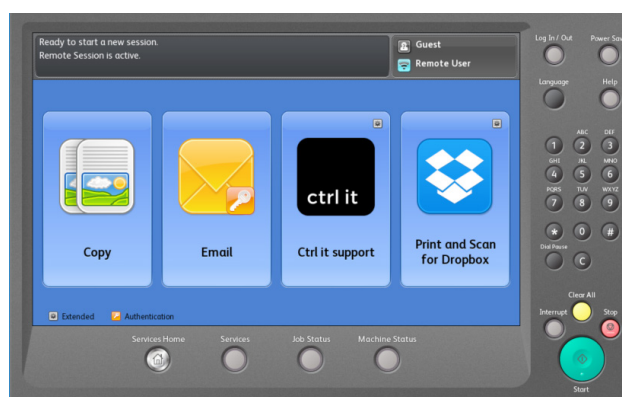 Ready to start a new session.
Remote Session is active.
Guest
Remote User
Copy
Email
ctrl it
Ctrl it support
Print and Scan
for Dropbox
Extended
Authentication
Services Home
Services
Job Status
Machine Status
Log In / Out
Power Sav
Language
Help
ABC
DEF
1
2
3
GHI
JKL
MNO
4
5
6
PQRS
TUV
WXYZ
7
8
9
*
0
#
Dial Pause
C
Clear All
Interrupt
Stop
Start